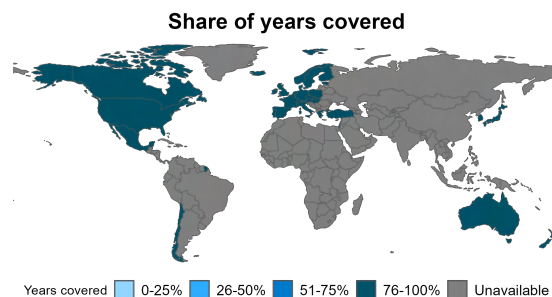 Share of years covered
Years covered 0-25% 26-50% 51-75% 76-100% Unavailable